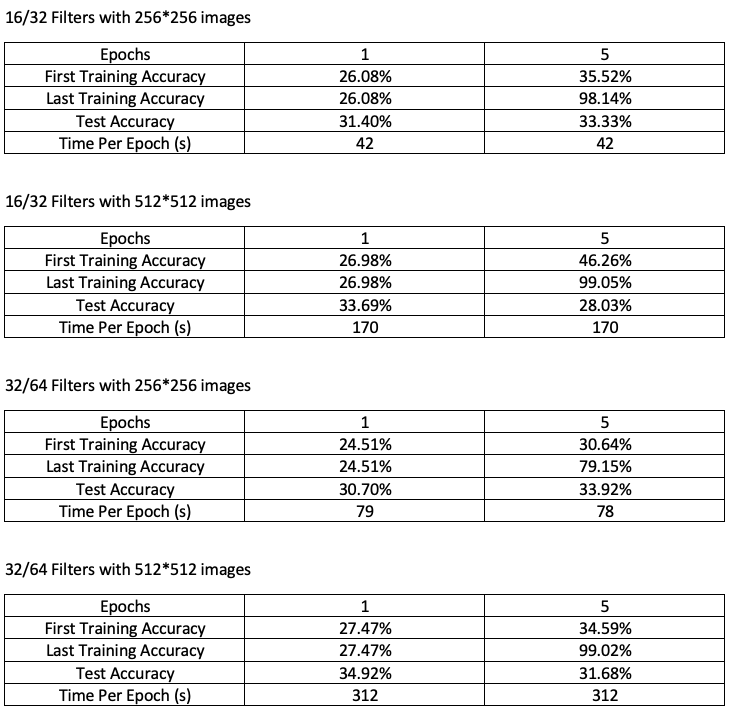 16/32 Filters with 256*256 images
Epochs 1 5
First Training Accuracy 26.08% 35.52%
Last Training Accuracy 26.08% 98.14%
Test Accuracy 31.40% 33.33%
Time Per Epoch (s) 42 42
16/32 Filters with 512*512 images
Epochs 1 5
First Training Accuracy 26.98% 46.26%
Last Training Accuracy 26.98% 99.05%
Test Accuracy 33.69% 28.03%
Time Per Epoch (s) 170 170
32/64 Filters with 256*256 images
Epochs 1 5
First Training Accuracy 24.51% 30.64%
Last Training Accuracy 24.51% 79.15%
Test Accuracy 30.70% 33.92%
Time Per Epoch (s) 79 78
32/64 Filters with 512*512 images
Epochs 1 5
First Training Accuracy 27.47% 34.59%
Last Training Accuracy 27.47% 99.02%
Test Accuracy 34.92% 31.68%
Time Per Epoch (s) 312 312